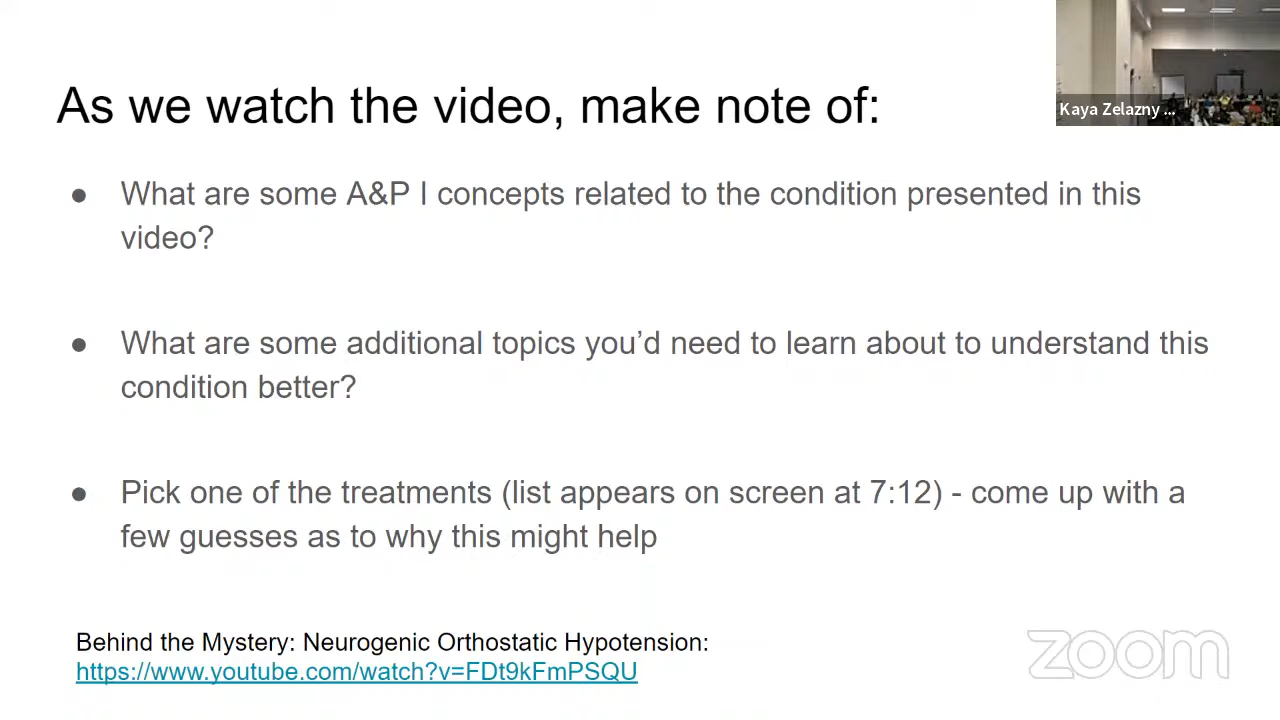 As we watch the video, make note of:
Kaya Zelazny ...
● What are some A&P I concepts related to the condition presented in this
video?
● What are some additional topics you’d need to learn about to understand this
condition better?
● Pick one of the treatments (list appears on screen at 7:12) - come up with a
few guesses as to why this might help
Behind the Mystery: Neurogenic Orthostatic Hypotension:
https://www.youtube.com/watch?v=FDt9kFmPSQU
zoom